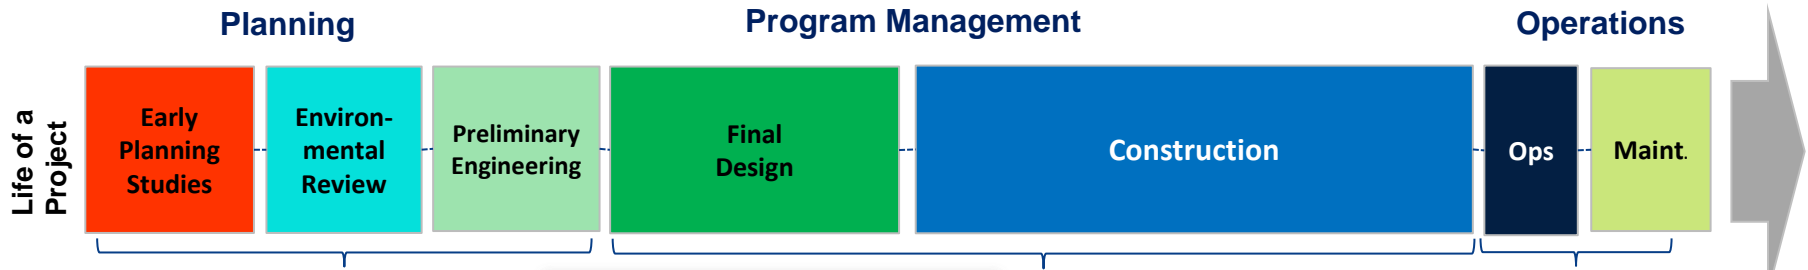 Planning
Program Management
Operations
Life of a
Project
Early
Planning
Studies
Environ-
mental
Review
Preliminary
Engineering
Final
Design
Construction
Ops
Maint.